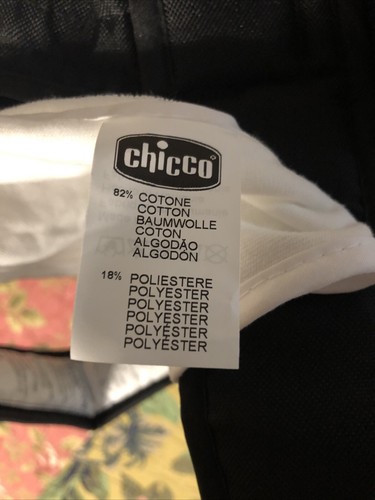 chicco
82% COTONE
COTTON
BAUMWOLLE
COTON
ALGODÃO
ALGODÓN
18% POLIESTERE
POLYESTER
POLYESTER
POLYESTER
POLYÉSTER
POLYÉSTER